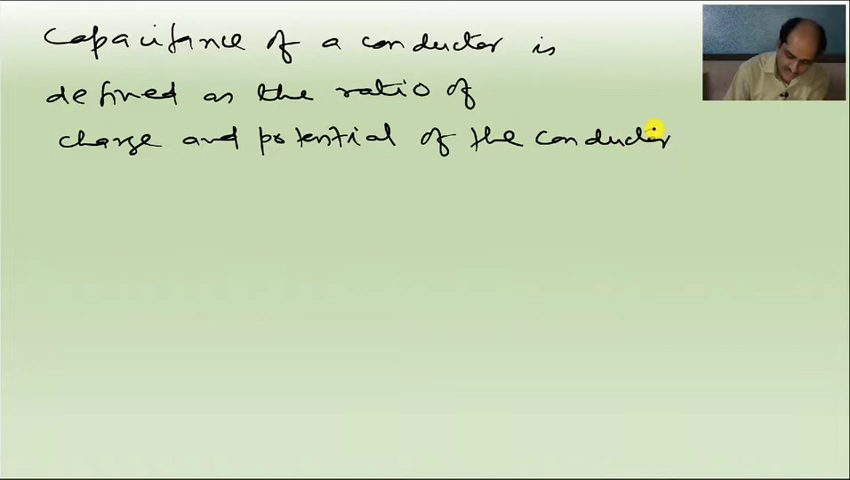 Capacitance of a conductor is
defined as the ratio of
charge and potential of the conductor